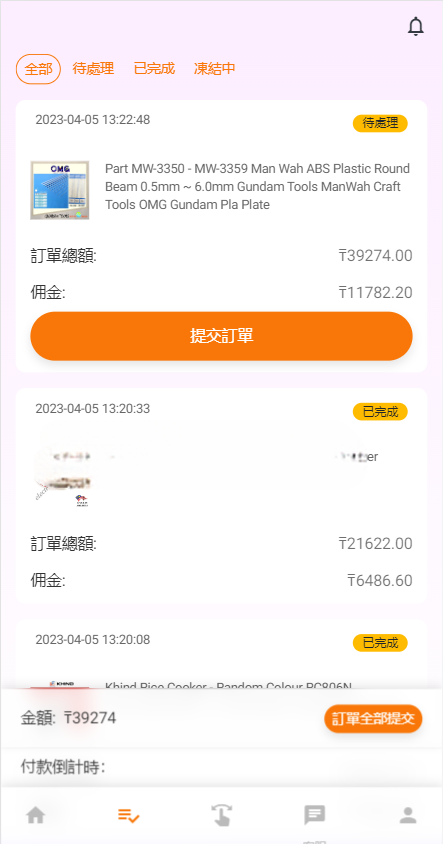 全部 待處理 已完成 凍結中
2023-04-05 13:22:48 待處理
OMG
Part MW-3350 - MW-3359 Man Wah ABS Plastic Round
Beam 0.5mm ~ 6.0mm Gundam Tools ManWah Craft
Tools OMG Gundam Pla Plate
訂單總額: ₸39274.00
佣金: ₸11782.20
提交訂單
2023-04-05 13:20:33 已完成
訂單總額: ₸21622.00
佣金: ₸6486.60
2023-04-05 13:20:08 已完成
KHIND
Khind Rice Cooker - Random Colour RC806N
金額: ₸39274 訂單全部提交
付款倒計時: